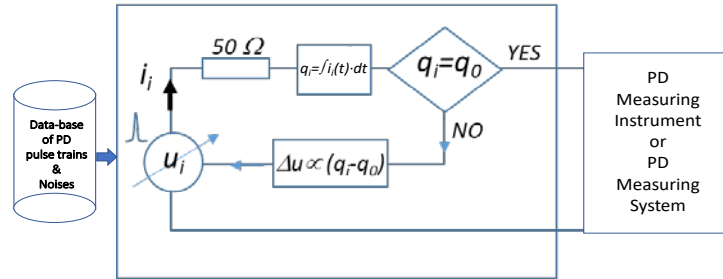 Data-base
of PD
pulse trains
&
Noises
i_i
50 Ω
q_i=∫i_i(t)·dt
q_i=q_0
YES
NO
u_i
Δu∝(q_i-q_0)
PD
Measuring
Instrument
or
PD
Measuring
System